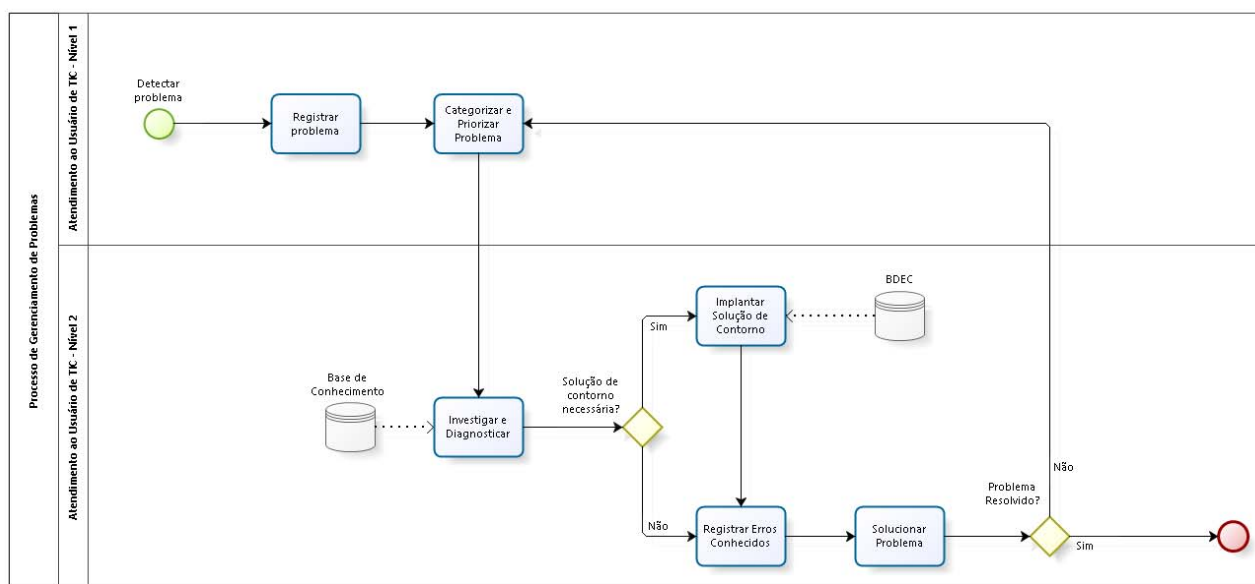 Processo de Gerenciamento de Problemas
Atendimento ao Usuário de TIC - Nível 1
Detectar
problema
Registrar
problema
Categorizar e
Priorizar
Problema
Atendimento ao Usuário de TIC - Nível 2
Base de
Conhecimento
Investigar e
Diagnosticar
Solução de
contorno
necessária?
Sim
Implantar
Solução de
Contorno
BDEC
Não
Registrar Erros
Conhecidos
Solucionar
Problema
Problema
Resolvido?
Não
Sim